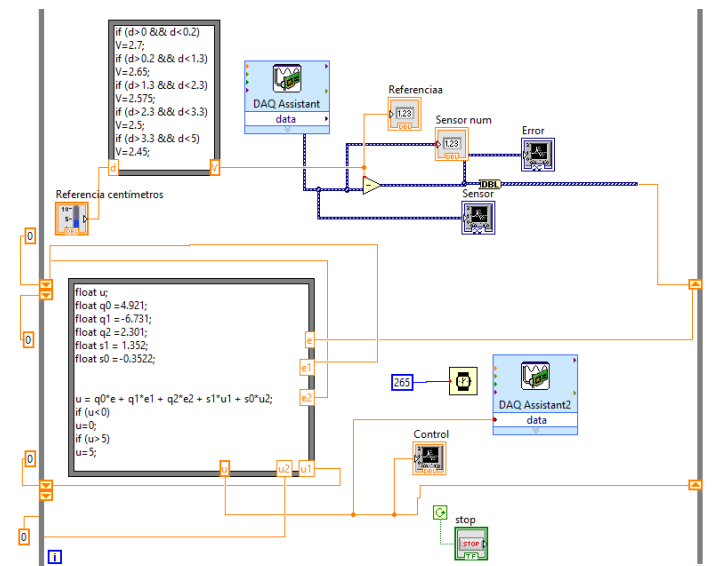 if (d>0 && d<0.2)
V=2.7;
if (d>0.2 && d<1.3)
V=2.65;
if (d>1.3 && d<2.3)
V=2.575;
if (d>2.3 && d<3.3)
V=2.5;
if (d>3.3 && d<5)
V=2.45;
d
V
DAQ Assistant
data
Referenciaa
1.23
DBL
Sensor num
1.23
DBL
Error
DBL
Sensor
Referencia centímetros
10-
5-
DBL
0
0
float u;
float q0 =4.921;
float q1 =-6.731;
float q2 =2.301;
float s1 = 1.352;
float s0 =-0.3522;
u = q0*e + q1*e1 + q2*e2 + s1*u1 + s0*u2;
if (u<0)
u=0;
if (u>5)
u=5;
e
e1
e2
u
u2
u1
265
DAQ Assistant2
data
Control
DBL
0
0
stop
STOP
TF
i